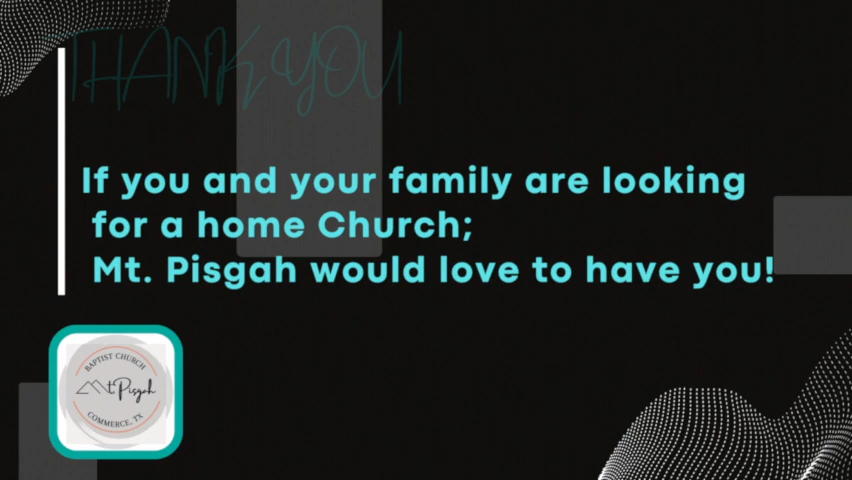 THANK YOU
If you and your family are looking
for a home Church;
Mt. Pisgah would love to have you!
BAPTIST CHURCH
Mt Pisgah
COMMERCE, TX